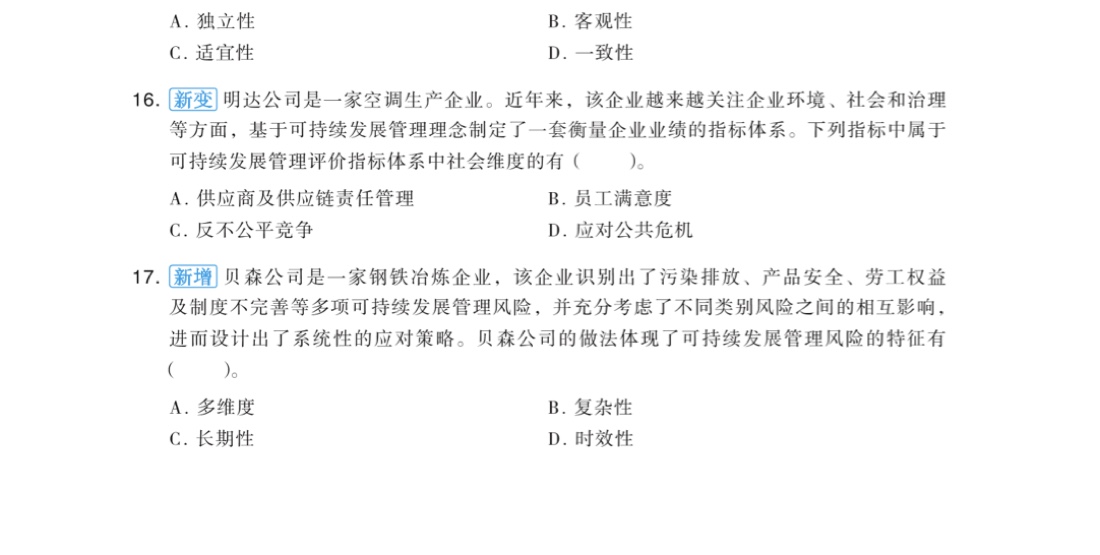 A. 独立性 B. 客观性
C. 适宜性 D. 一致性
16. 新变 明达公司是一家空调生产企业。近年来，该企业越来越关注企业环境、社会和治理
等方面，基于可持续发展管理理念制定了一套衡量企业业绩的指标体系。下列指标中属于
可持续发展管理评价指标体系中社会维度的有（ ）。
A. 供应商及供应链责任管理 B. 员工满意度
C. 反不公平竞争 D. 应对公共危机
17. 新增 贝森公司是一家钢铁冶炼企业，该企业识别出了污染排放、产品安全、劳工权益
及制度不完善等多项可持续发展管理风险，并充分考虑了不同类别风险之间的相互影响，
进而设计出了系统性的应对策略。贝森公司的做法体现了可持续发展管理风险的特征有
（ ）。
A. 多维度 B. 复杂性
C. 长期性 D. 时效性